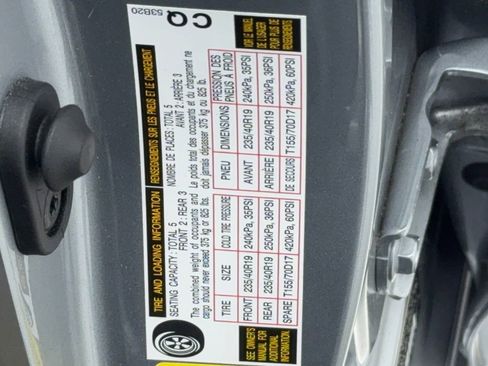 TIRE AND LOADING INFORMATION
RENSEIGNEMENTS SUR LES PNEUS ET LE CHARGEMENT
SEATING CAPACITY : TOTAL 5
FRONT 2 : REAR 3
NOMBRE DE PLACES : TOTAL 5
AVANT 2 : ARRIÈRE 3
The combined weight of occupants and
cargo should never exceed 375 kg or 825 lbs.
Le poids total des occupants et du chargement ne
doit jamais dépasser 375 kg ou 825 lb.
TIRE SIZE COLD TIRE PRESSURE
FRONT 235/40R19 240kPa, 35PSI
REAR 235/40R19 250kPa, 36PSI
SPARE T155/70D17 420kPa, 60PSI
PNEU DIMENSIONS PRESSION DES PNEUS À FROID
AVANT 235/40R19 240kPa, 35PSI
ARRIÈRE 235/40R19 250kPa, 36PSI
DE SECOURS T155/70D17 420kPa, 60PSI
SEE OWNER'S
MANUAL FOR
ADDITIONAL
INFORMATION
VOIR LE MANUEL
DE L'USAGER
POUR PLUS DE
RENSEIGNEMENTS
53B20
CQ